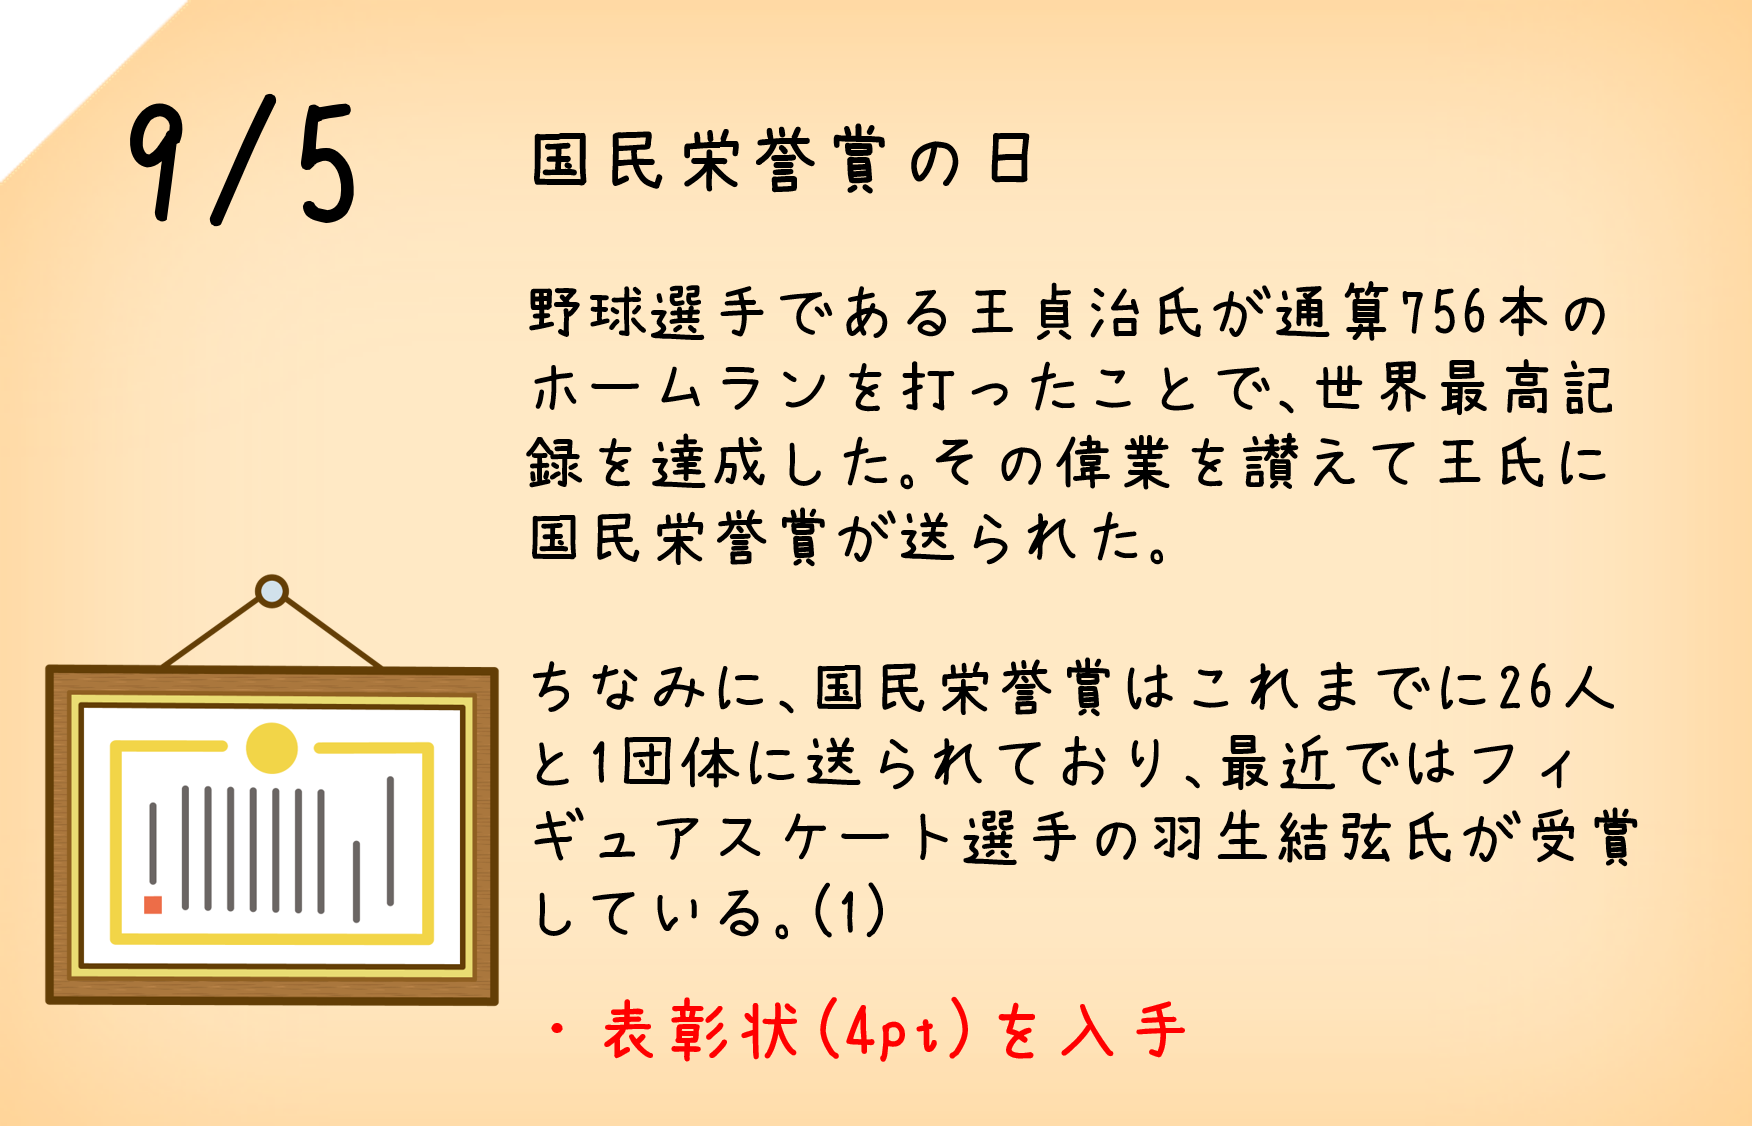 9/5
国民栄誉賞の日
野球選手である王貞治氏が通算756本の
ホームランを打ったことで、世界最高記
録を達成した。その偉業を讃えて王氏に
国民栄誉賞が送られた。
ちなみに、国民栄誉賞はこれまでに26人
と1団体に送られており、最近ではフィ
ギュアスケート選手の羽生結弦氏が受賞
している。(1)
・表彰状(4pt)を入手